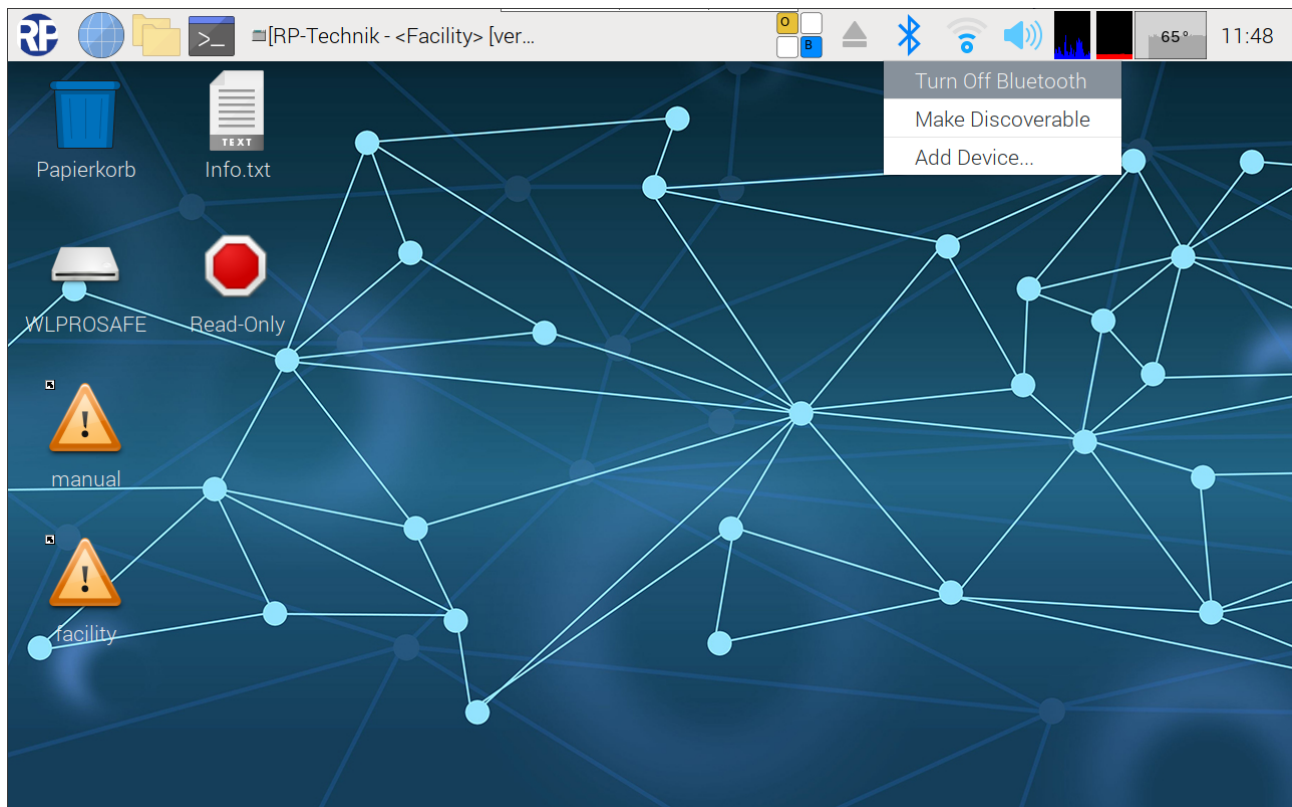 RP
>_
[RP-Technik - <Facility> [ver...
O
B
65°
11:48
Turn Off Bluetooth
Make Discoverable
Add Device...
TEXT
Papierkorb
Info.txt
WLPROSAFE
Read-Only
!
manual
!
facility